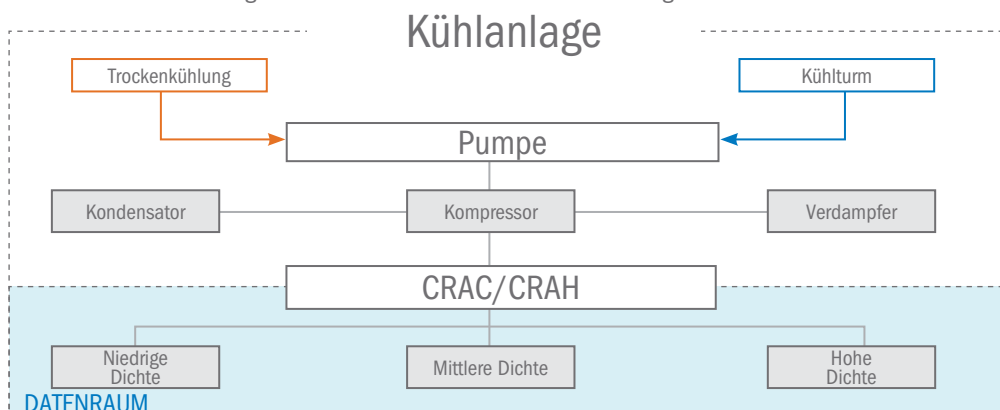 Kühlanlage
Trockenkühlung
Kühlturm
Pumpe
Kondensator
Kompressor
Verdampfer
CRAC/CRAH
Niedrige
Dichte
Mittlere Dichte
Hohe
Dichte
DATENRAUM